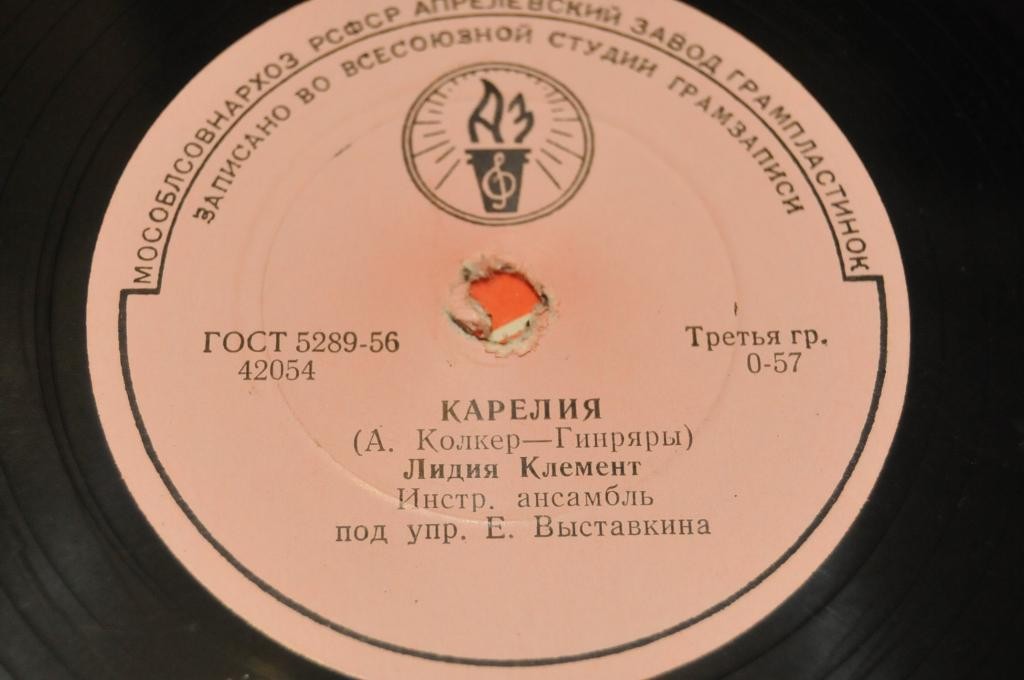 МОСОБЛСОВНАРХОЗ РСФСР АПРЕЛЕВСКИЙ ЗАВОД ГРАМПЛАСТИНОК
ЗАПИСАНО ВО ВСЕСОЮЗНОЙ СТУДИИ ГРАМЗАПИСИ
АЗ
ГОСТ 5289-56
42054
Третья гр.
0-57
КАРЕЛИЯ
(А. Колкер—Гинряры)
Лидия Клемент
Инстр. ансамбль
под упр. Е. Выставкина